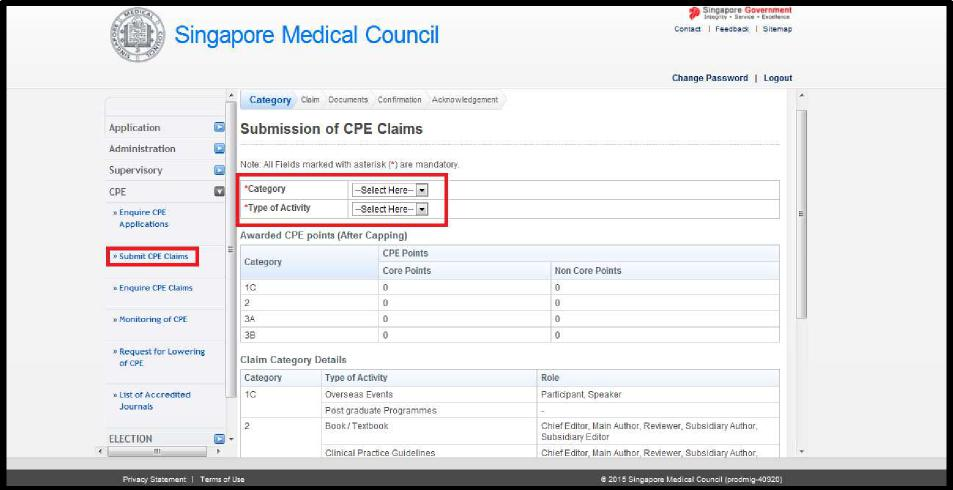 SINGAPORE MEDICAL COUNCIL
Singapore Medical Council
Singapore Government
Integrity · Service · Excellence
Contact | Feedback | Sitemap
Change Password | Logout
Application
Administration
Supervisory
CPE
» Enquire CPE
Applications
» Submit CPE Claims
» Enquire CPE Claims
» Monitoring of CPE
» Request for Lowering
of CPE
» List of Accredited
Journals
ELECTION
Category Claim Documents Confirmation Acknowledgement
Submission of CPE Claims
Note: All Fields marked with asterisk (*) are mandatory.
*Category --Select Here--
*Type of Activity --Select Here--
Awarded CPE points (After Capping)
Category CPE Points
Core Points Non Core Points
1C 0 0
2 0 0
3A 0 0
3B 0 0
Claim Category Details
Category Type of Activity Role
1C Overseas Events Participant, Speaker
Post graduate Programmes -
2 Book / Textbook Chief Editor, Main Author, Reviewer, Subsidiary Author,
Subsidiary Editor
Clinical Practice Guidelines Chief Editor, Main Author, Reviewer, Subsidiary Author,
Privacy Statement | Terms of Use
© 2015 Singapore Medical Council (prodmig-40920)